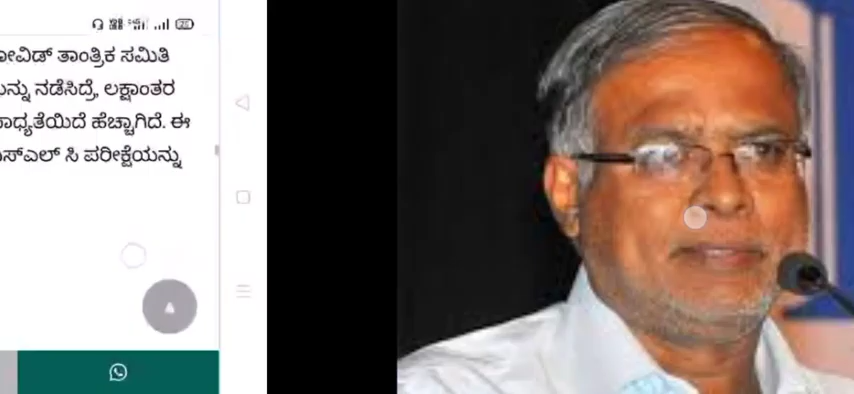 ೋವಿಡ್ ತಾಂತ್ರಿಕ ಸಮಿತಿ
ನ್ನು ನಡೆಸಿದ್ರೆ, ಲಕ್ಷಾಂತರ
ಾಧ್ಯತೆಯಿದೆ ಹೆಚ್ಚಾಗಿದೆ. ಈ
ಸ್ಎಲ್ ಸಿ ಪರೀಕ್ಷೆಯನ್ನು